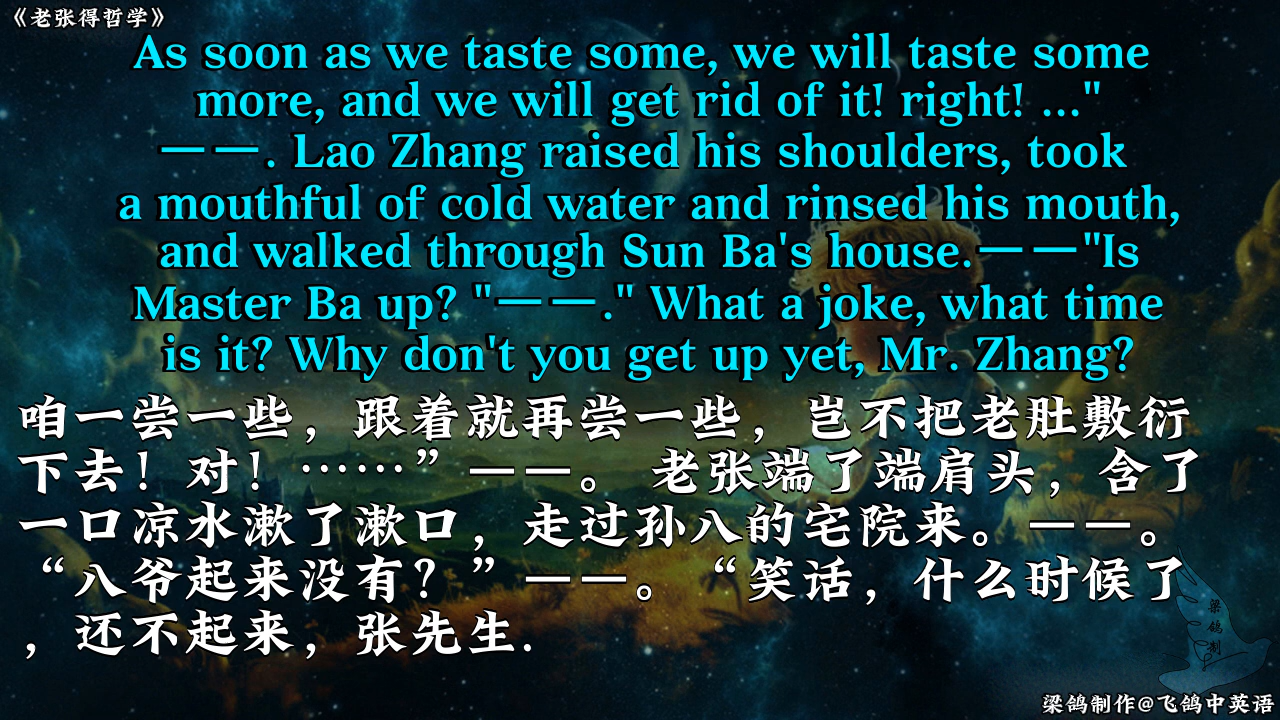 《老张得哲学》
As soon as we taste some, we will taste some
more, and we will get rid of it! right! ..."
——. Lao Zhang raised his shoulders, took
a mouthful of cold water and rinsed his mouth,
and walked through Sun Ba's house.——"Is
Master Ba up? "——." What a joke, what time
is it? Why don't you get up yet, Mr. Zhang?
咱一尝一些，跟着就再尝一些，岂不把老肚敷衍
下去！对！……”——。 老张端了端肩头，含了
一口凉水漱了漱口，走过孙八的宅院来。——。
“八爷起来没有？”——。“笑话，什么时候了
，还不起来，张先生.
梁鸽制
梁鸽制作@飞鸽中英语